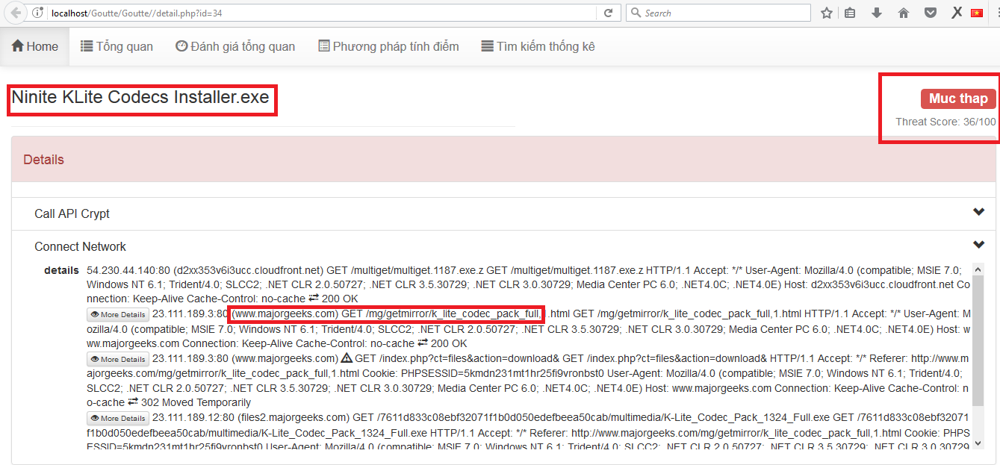 localhost/Goutte/Goutte//detail.php?id=34
Search
Home
Tổng quan
Đánh giá tổng quan
Phương pháp tính điểm
Tìm kiếm thống kê
Ninite KLite Codecs Installer.exe
Muc thap
Threat Score: 36/100
Details
Call API Crypt
Connect Network
details 54.230.44.140:80 (d2xx353v6i3ucc.cloudfront.net) GET /multiget/multiget.1187.exe.z GET /multiget/multiget.1187.exe.z HTTP/1.1 Accept: */* User-Agent: Mozilla/4.0 (compatible; MSIE 7.0;
Windows NT 6.1; Trident/4.0; SLCC2; .NET CLR 2.0.50727; .NET CLR 3.5.30729; .NET CLR 3.0.30729; Media Center PC 6.0; .NET4.0C; .NET4.0E) Host: d2xx353v6i3ucc.cloudfront.net Co
nnection: Keep-Alive Cache-Control: no-cache ⇄ 200 OK
More Details 23.111.189.3:80 (www.majorgeeks.com) GET /mg/getmirror/k_lite_codec_pack_full,1.html GET /mg/getmirror/k_lite_codec_pack_full,1.html HTTP/1.1 Accept: */* User-Agent: M
ozilla/4.0 (compatible; MSIE 7.0; Windows NT 6.1; Trident/4.0; SLCC2; .NET CLR 2.0.50727; .NET CLR 3.5.30729; .NET CLR 3.0.30729; Media Center PC 6.0; .NET4.0C; .NET4.0E) Host: w
ww.majorgeeks.com Connection: Keep-Alive Cache-Control: no-cache ⇄ 200 OK
More Details 23.111.189.3:80 (www.majorgeeks.com) ⚠ GET /index.php?ct=files&action=download& GET /index.php?ct=files&action=download& HTTP/1.1 Accept: */* Referer: http://www.m
ajorgeeks.com/mg/getmirror/k_lite_codec_pack_full,1.html Cookie: PHPSESSID=5kmdn231mt1hr25fi9vronbst0 User-Agent: Mozilla/4.0 (compatible; MSIE 7.0; Windows NT 6.1; Trident/4.0;
SLCC2; .NET CLR 2.0.50727; .NET CLR 3.5.30729; .NET CLR 3.0.30729; Media Center PC 6.0; .NET4.0C; .NET4.0E) Host: www.majorgeeks.com Connection: Keep-Alive Cache-Control: n
o-cache ⇄ 302 Moved Temporarily
More Details 23.111.189.12:80 (files2.majorgeeks.com) GET /7611d833c08ebf32071f1b0d050edefbeea50cab/multimedia/K-Lite_Codec_Pack_1324_Full.exe GET /7611d833c08ebf32071
f1b0d050edefbeea50cab/multimedia/K-Lite_Codec_Pack_1324_Full.exe HTTP/1.1 Accept: */* Referer: http://www.majorgeeks.com/mg/getmirror/k_lite_codec_pack_full,1.html Cookie: PHPS
ESSID=5kmdn231mt1hr25fi9vronbst0 User-Agent: Mozilla/4.0 (compatible; MSIE 7.0; Windows NT 6.1; Trident/4.0; SLCC2; .NET CLR 2.0.50727; .NET CLR 3.5.30729; .NET CLR 3.0.30729